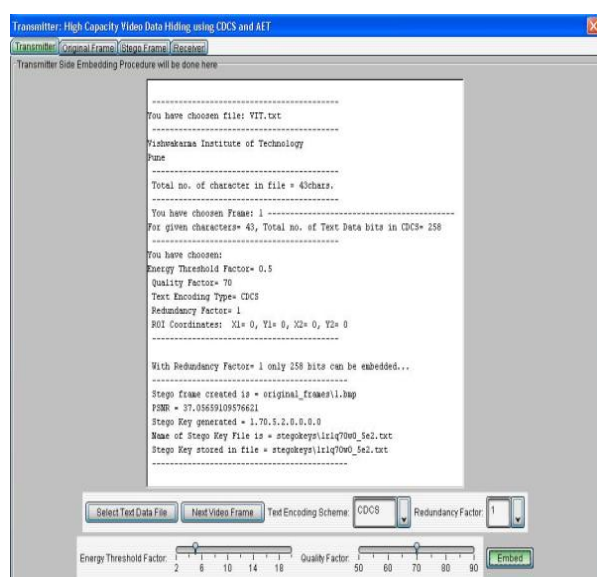 Transmitter: High Capacity Video Data Hiding using CDCS and AET
Transmitter Original Frame Stego Frame Receiver
Transmitter Side Embedding Procedure will be done here
----------------------------------------
You have choosen file: VIT.txt
----------------------------------------
Vishwakarma Institute of Technology
Pune
----------------------------------------
Total no. of character in file = 43chars.
----------------------------------------
You have choosen Frame: 1 ----------------------------------------
For given characters= 43, Total no. of Text Data bits in CDCS= 258
----------------------------------------
You have choosen:
Energy Threshold Factor= 0.5
Quality Factor= 70
Text Encoding Type= CDCS
Redundancy Factor= 1
ROI Coordinates: X1= 0, Y1= 0, X2= 0, Y2= 0
----------------------------------------
With Redundancy Factor= 1 only 258 bits can be embedded...
------------------------------------------
Stego frame created is = original_frames\1.bmp
PSNR = 37.05659109576621
Stego Key generated = 1.70.5.2.0.0.0.0
Name of Stego Key File is = stegokeys\1r1q70w0_5e2.txt
Stego Key stored in file = stegokeys\1r1q70w0_5e2.txt
------------------------------------------
Select Text Data File Next Video Frame Text Encoding Scheme: CDCS Redundancy Factor: 1
Energy Threshold Factor: 2 6 10 14 18 Quality Factor: 50 60 70 80 90 Embed